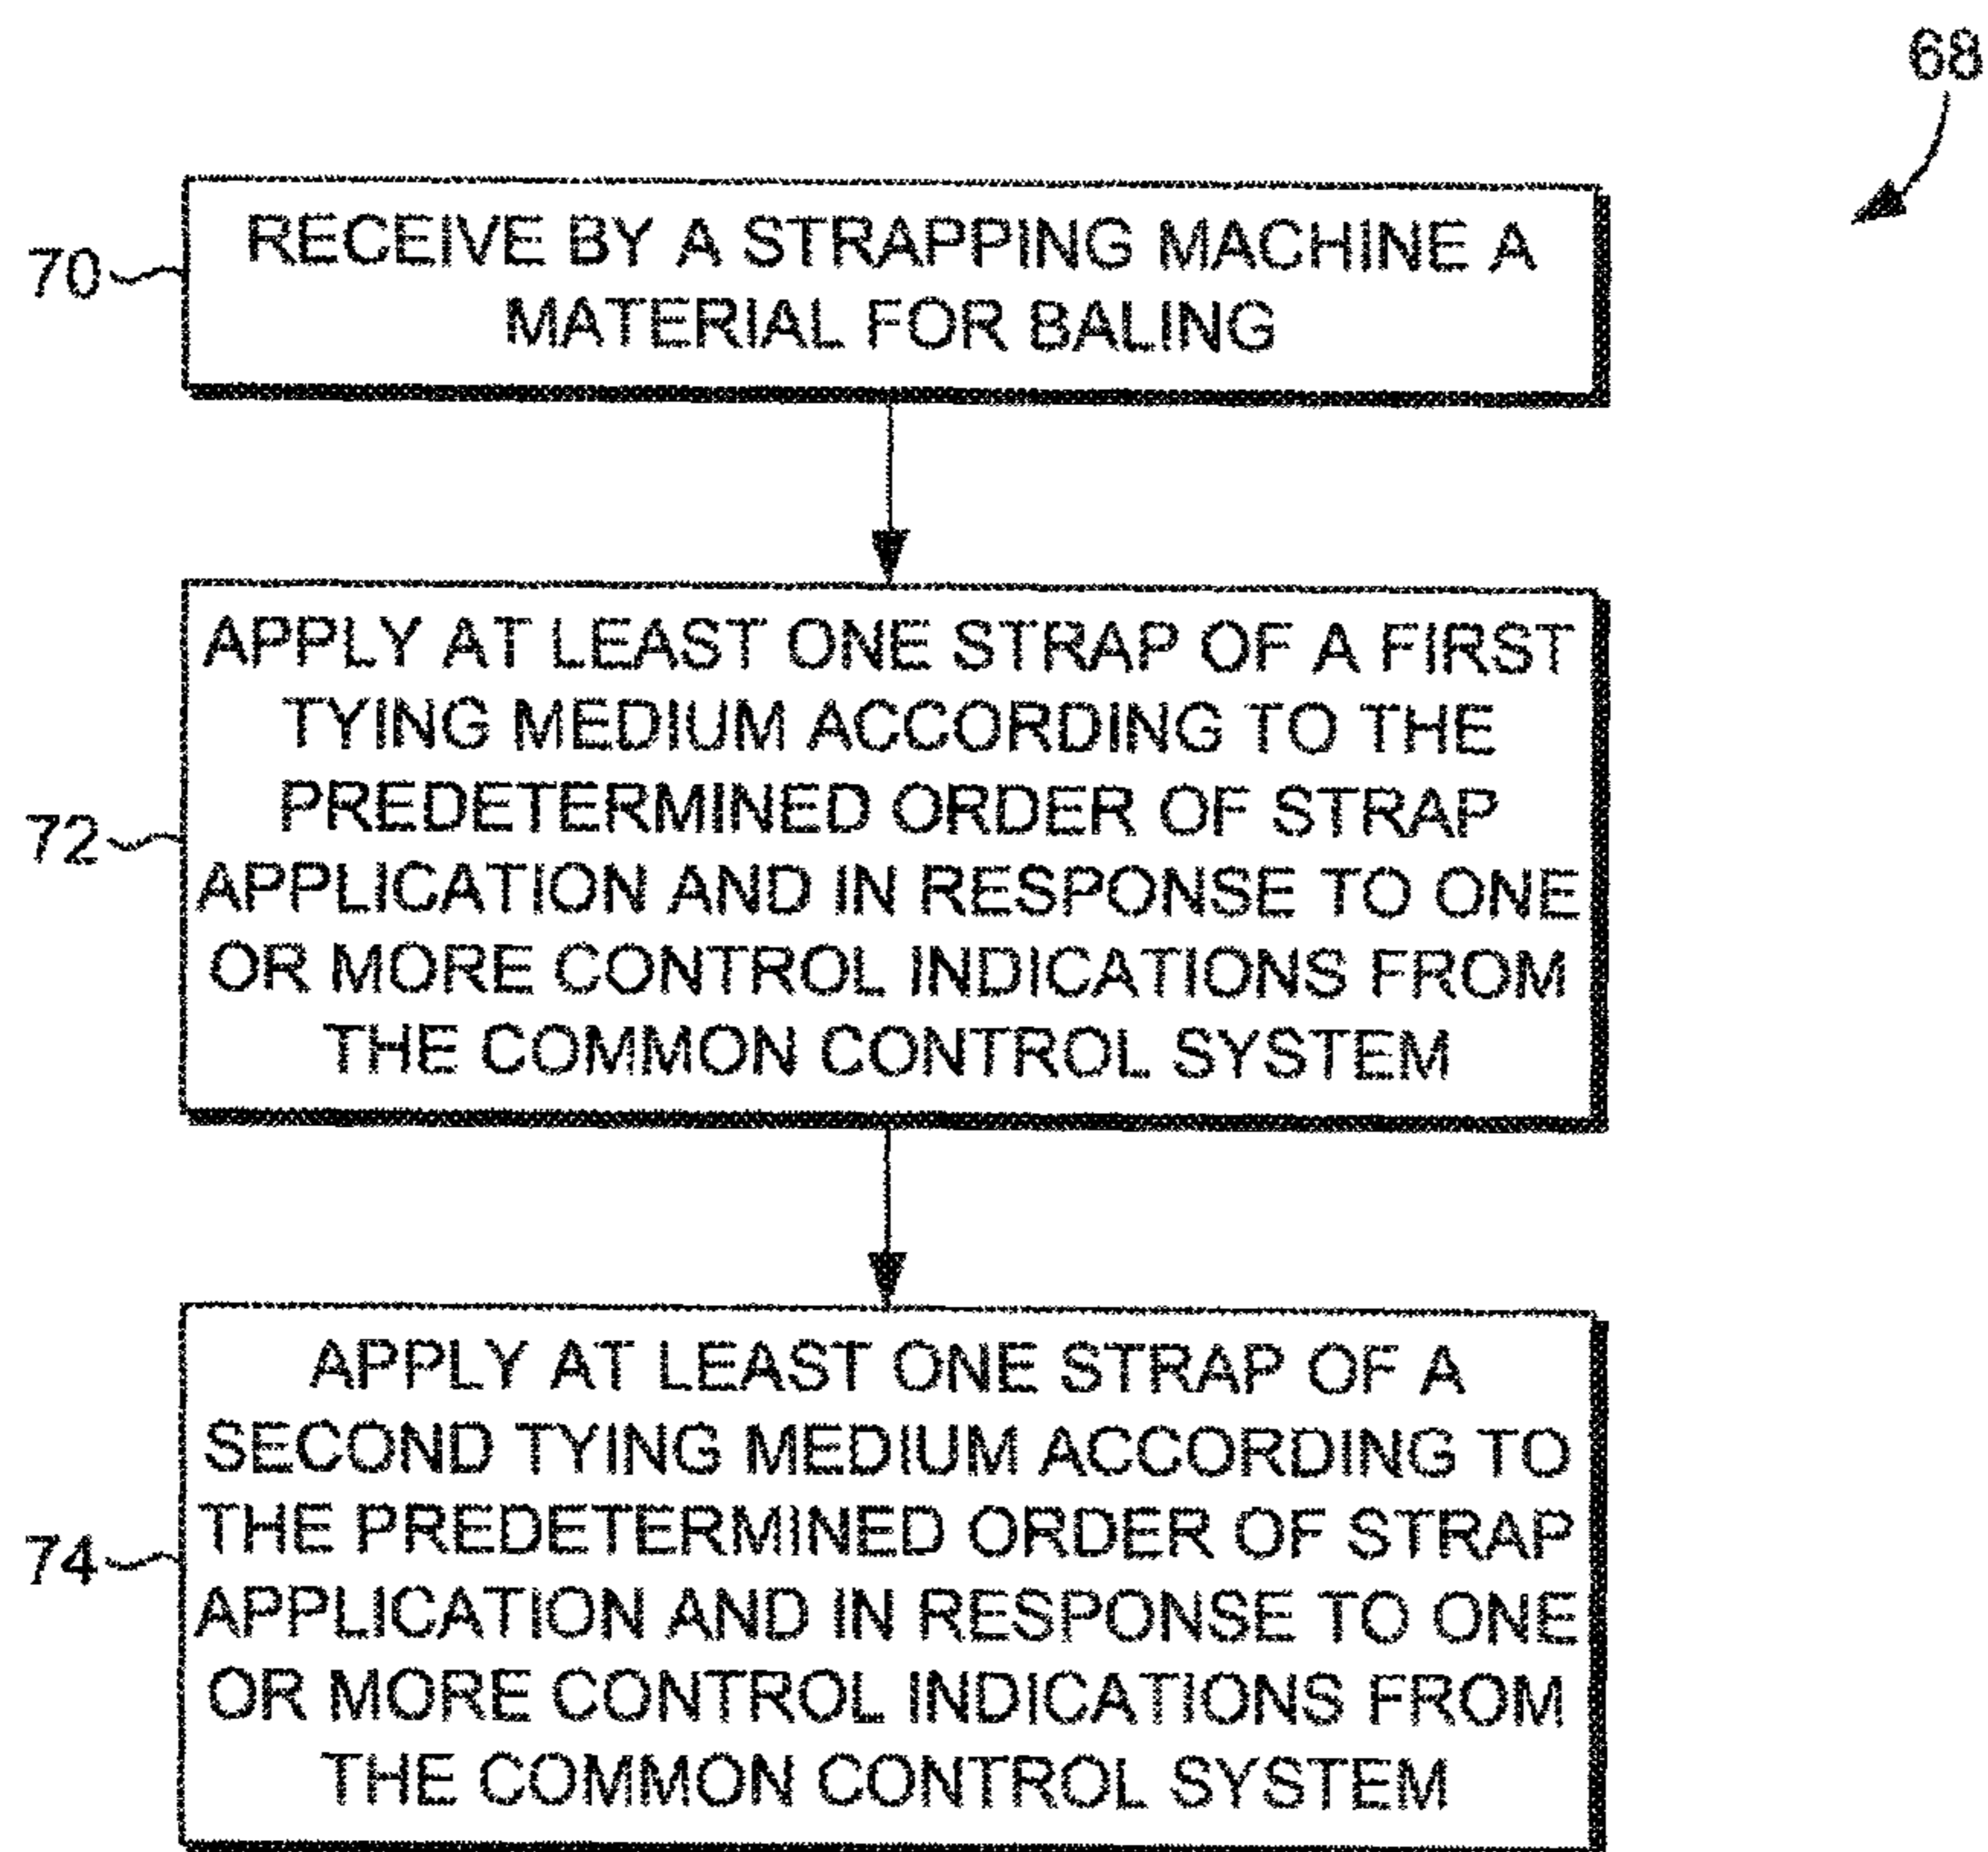 68
70
RECEIVE BY A STRAPPING MACHINE A
MATERIAL FOR BALING
72
APPLY AT LEAST ONE STRAP OF A FIRST
TYING MEDIUM ACCORDING TO THE
PREDETERMINED ORDER OF STRAP
APPLICATION AND IN RESPONSE TO ONE
OR MORE CONTROL INDICATIONS FROM
THE COMMON CONTROL SYSTEM
74
APPLY AT LEAST ONE STRAP OF A
SECOND TYING MEDIUM ACCORDING TO
THE PREDETERMINED ORDER OF STRAP
APPLICATION AND IN RESPONSE TO ONE
OR MORE CONTROL INDICATIONS FROM
THE COMMON CONTROL SYSTEM